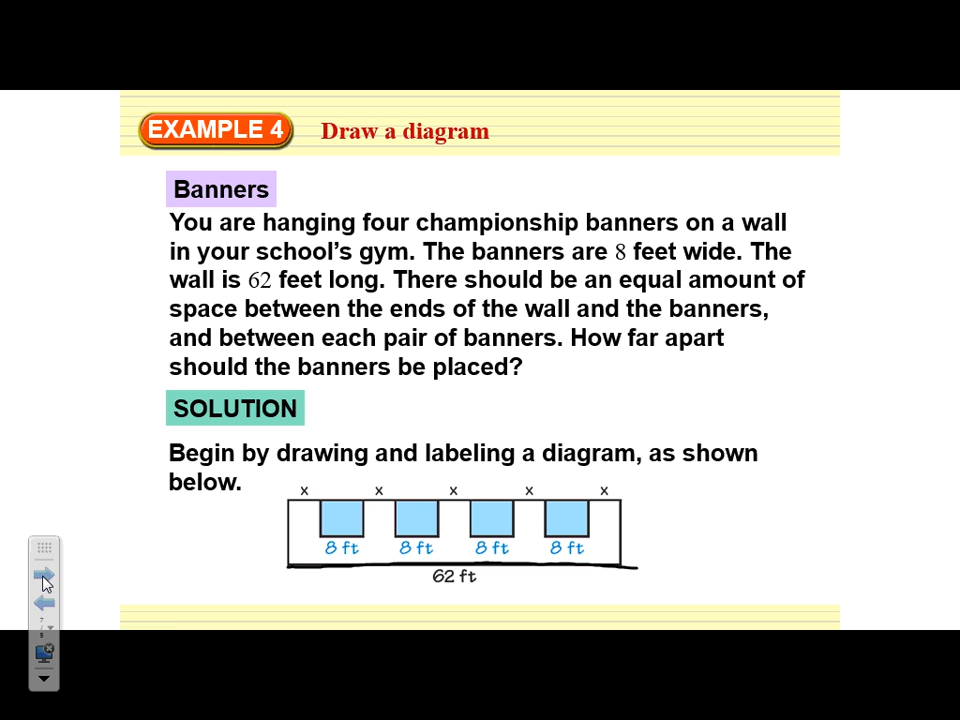 EXAMPLE 4 Draw a diagram
Banners
You are hanging four championship banners on a wall
in your school's gym. The banners are 8 feet wide. The
wall is 62 feet long. There should be an equal amount of
space between the ends of the wall and the banners,
and between each pair of banners. How far apart
should the banners be placed?
SOLUTION
Begin by drawing and labeling a diagram, as shown
below.
x x x x x
8 ft 8 ft 8 ft 8 ft
62 ft